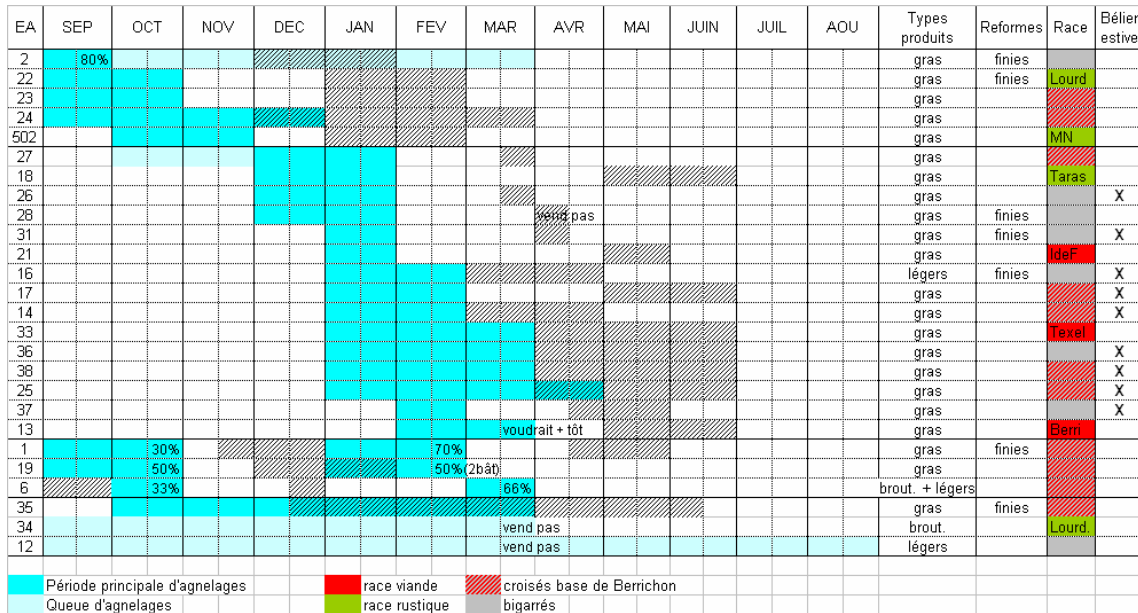 EA SEP OCT NOV DEC JAN FEV MAR AVR MAI JUIN JUIL AOU Types produits Reformes Race Bélier estive
2 80% gras finies
22 gras finies Lourd
23 gras
24 gras
502 gras MN
27 gras
18 gras Taras
26 gras X
28 vend pas gras finies
31 gras finies X
21 gras IdeF
16 légers finies X
17 gras X
14 gras X
33 gras Texel
36 gras X
38 gras X
25 gras X
37 gras X
13 voudrait + tôt gras Berri
1 30% 70% gras finies
19 50% 50% (2bât) gras
6 33% 66% brout. + légers
35 gras finies
34 vend pas brout. Lourd.
12 vend pas légers
Période principale d'agnelages race viande croisés base de Berrichon
Queue d'agnelages race rustique bigarrés